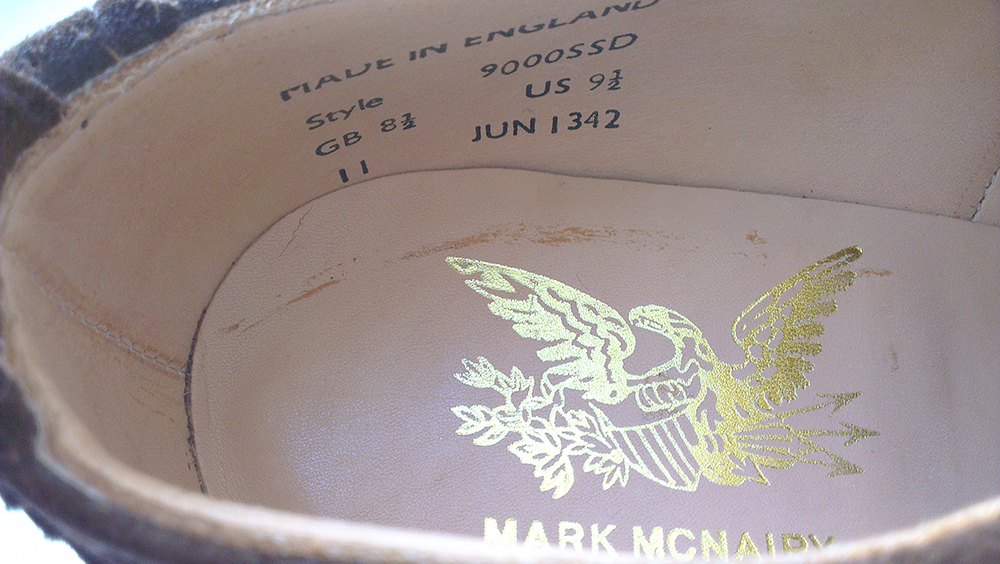 MADE IN ENGLAND
Style 9000SSD
GB 8½ US 9½
11 JUN 1342
MARK MCNAIRY